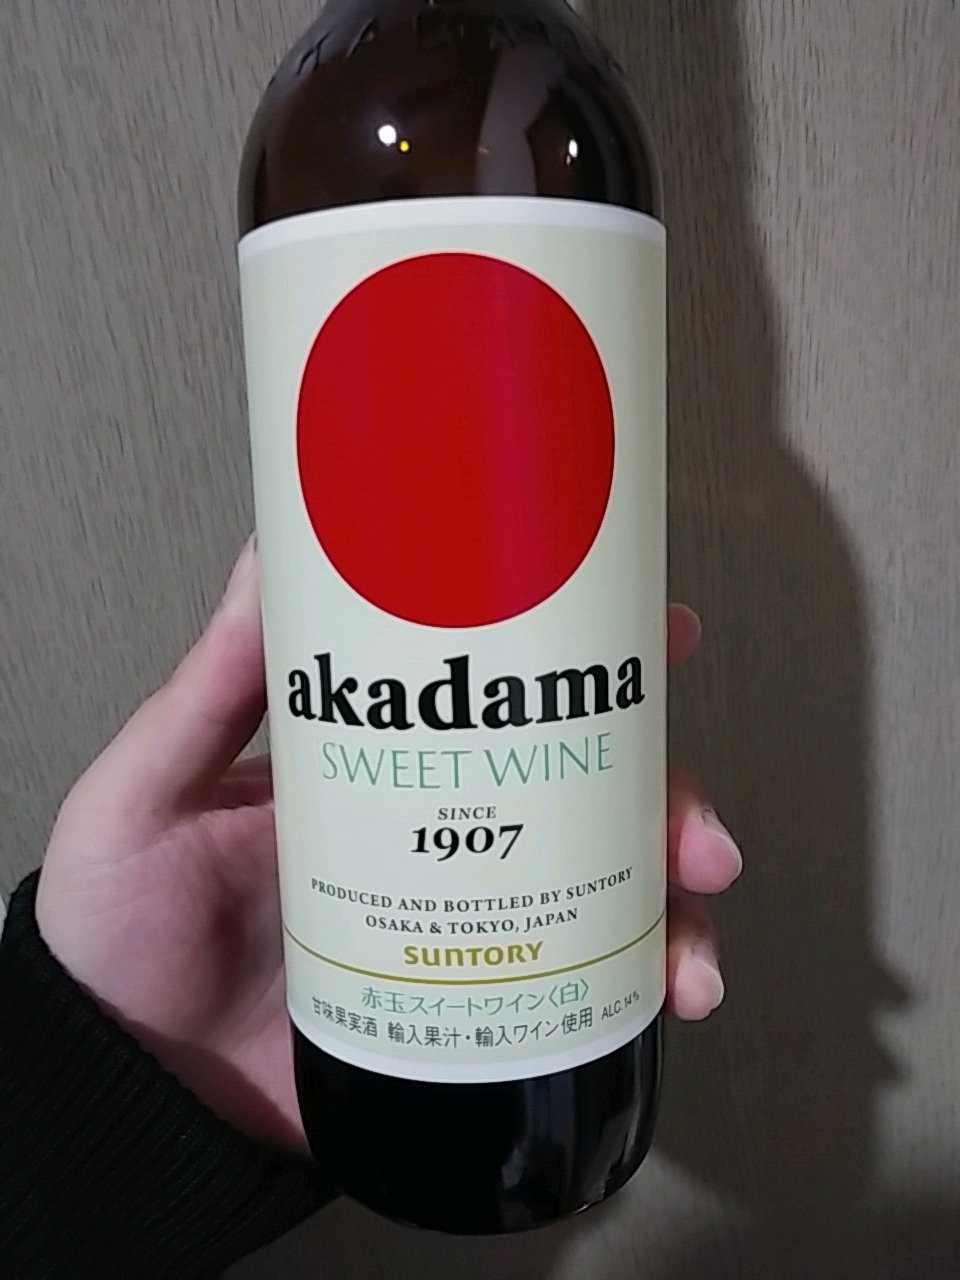 akadama
SWEET WINE
SINCE
1907
PRODUCED AND BOTTLED BY SUNTORY
OSAKA & TOKYO, JAPAN
SUNTORY
赤玉スイートワイン〈白〉
甘味果実酒 輸入果汁・輸入ワイン使用 ALC.14%